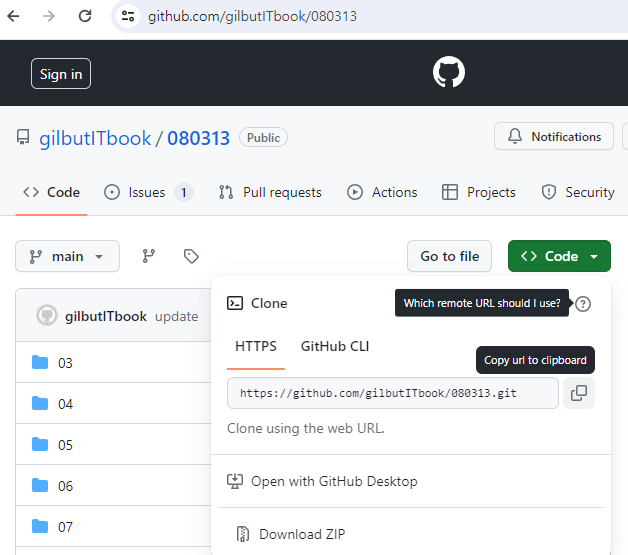 github.com/gilbutITbook/080313
Sign in
gilbutITbook / 080313 Public
Notifications
Code Issues 1 Pull requests Actions Projects Security
main Go to file Code
gilbutITbook update
Clone Which remote URL should I use?
HTTPS GitHub CLI
Copy url to clipboard
https://github.com/gilbutITbook/080313.git
Clone using the web URL.
Open with GitHub Desktop
Download ZIP
03
04
05
06
07